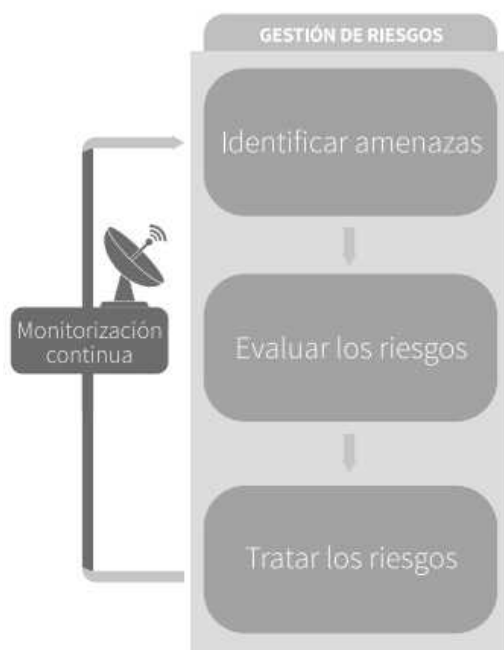 GESTIÓN DE RIESGOS
Identificar amenazas
Monitorización
continua
Evaluar los riesgos
Tratar los riesgos